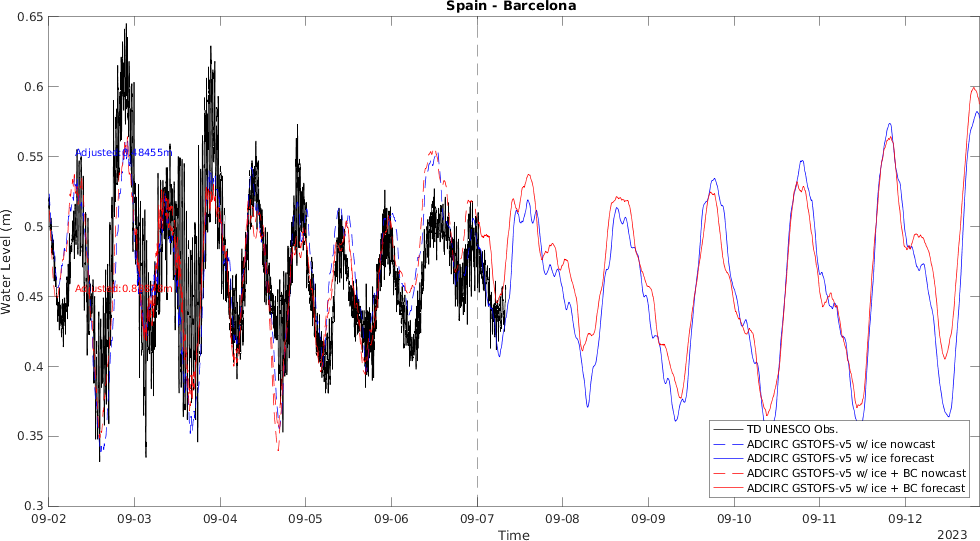 Spain - Barcelona
Water Level (m)
0.65
0.6
0.55
0.5
0.45
0.4
0.35
0.3
Adjusted:
Adjusted:
TD UNESCO Obs.
ADCIRC GSTOFS-v5 w/ ice nowcast
ADCIRC GSTOFS-v5 w/ ice forecast
ADCIRC GSTOFS-v5 w/ ice + BC nowcast
ADCIRC GSTOFS-v5 w/ ice + BC forecast
09-02 09-03 09-04 09-05 09-06 09-07 09-08 09-09 09-10 09-11 09-12
Time
2023